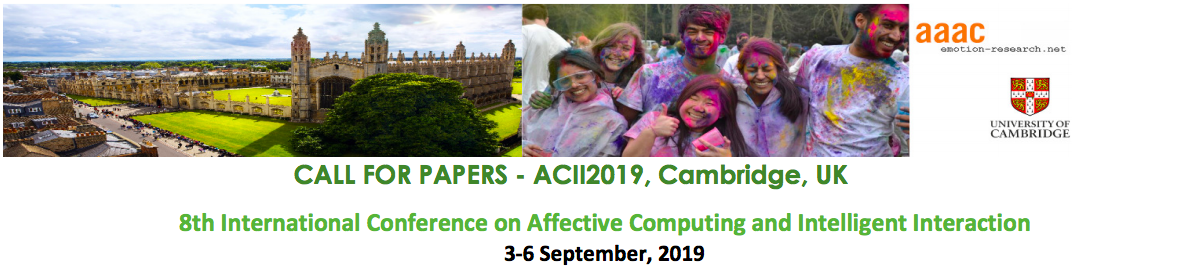 aaac
emotion-research.net
UNIVERSITY OF
CAMBRIDGE
CALL FOR PAPERS - ACII2019, Cambridge, UK
8th International Conference on Affective Computing and Intelligent Interaction
3-6 September, 2019